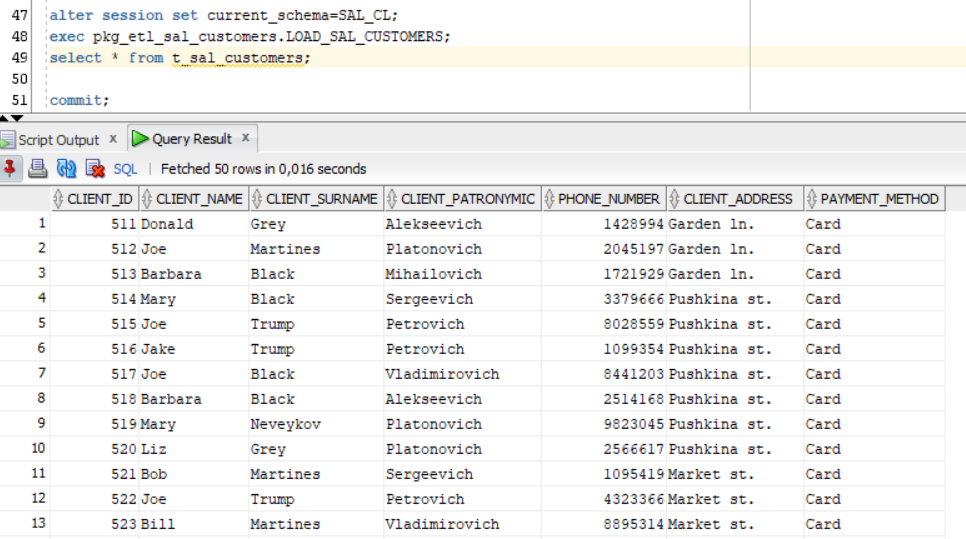 47 alter session set current_schema=SAL_CL;
48 exec pkg_etl_sal_customers.LOAD_SAL_CUSTOMERS;
49 select * from t_sal_customers;
50
51 commit;
Script Output x Query Result x
SQL | Fetched 50 rows in 0,016 seconds
CLIENT_ID CLIENT_NAME CLIENT_SURNAME CLIENT_PATRONYMIC PHONE_NUMBER CLIENT_ADDRESS PAYMENT_METHOD
1 511 Donald Grey Alekseevich 1428994 Garden ln. Card
2 512 Joe Martines Platonovich 2045197 Garden ln. Card
3 513 Barbara Black Mihailovich 1721929 Garden ln. Card
4 514 Mary Black Sergeevich 3379666 Pushkina st. Card
5 515 Joe Trump Petrovich 8028559 Pushkina st. Card
6 516 Jake Trump Petrovich 1099354 Pushkina st. Card
7 517 Joe Black Vladimirovich 8441203 Pushkina st. Card
8 518 Barbara Black Alekseevich 2514168 Pushkina st. Card
9 519 Mary Neveykov Platonovich 9823045 Pushkina st. Card
10 520 Liz Grey Platonovich 2566617 Pushkina st. Card
11 521 Bob Martines Sergeevich 1095419 Market st. Card
12 522 Joe Trump Petrovich 4323366 Market st. Card
13 523 Bill Martines Vladimirovich 8895314 Market st. Card